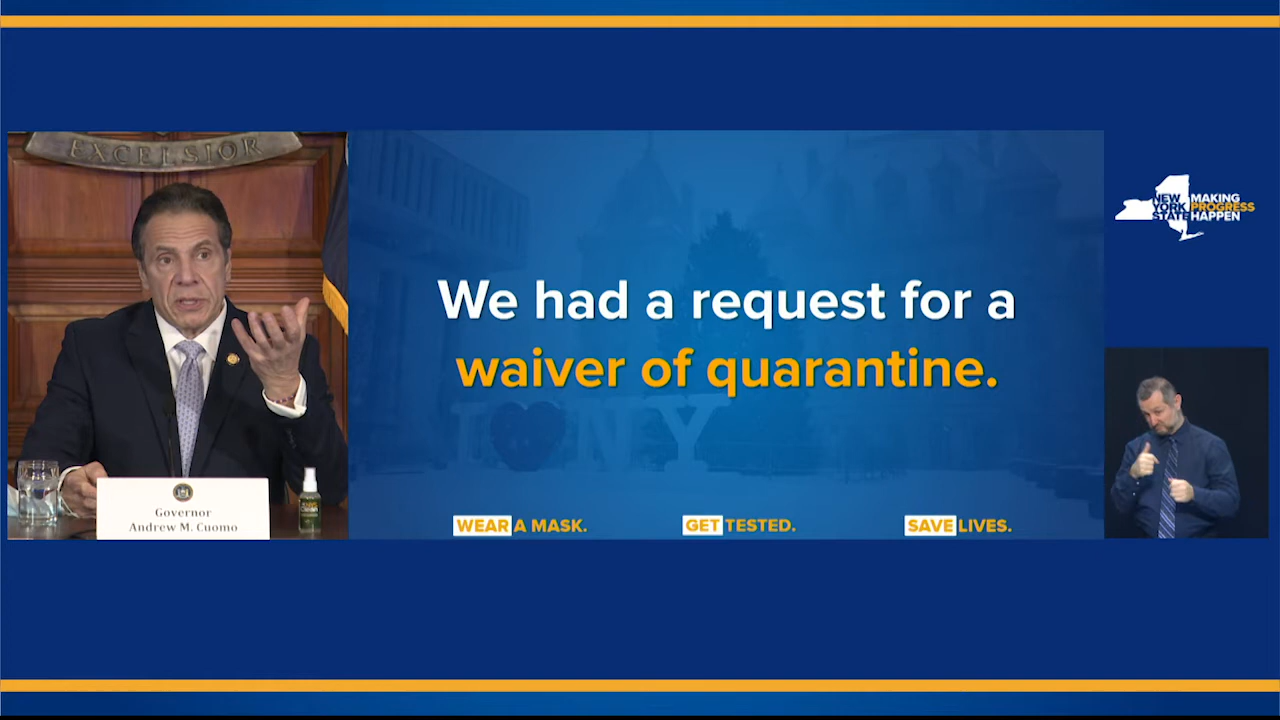 EXCELSIOR
Governor
Andrew M. Cuomo
We had a request for a
waiver of quarantine.
I NY
WEAR A MASK.
GET TESTED.
SAVE LIVES.
NEW
YORK
STATE
MAKING
PROGRESS
HAPPEN